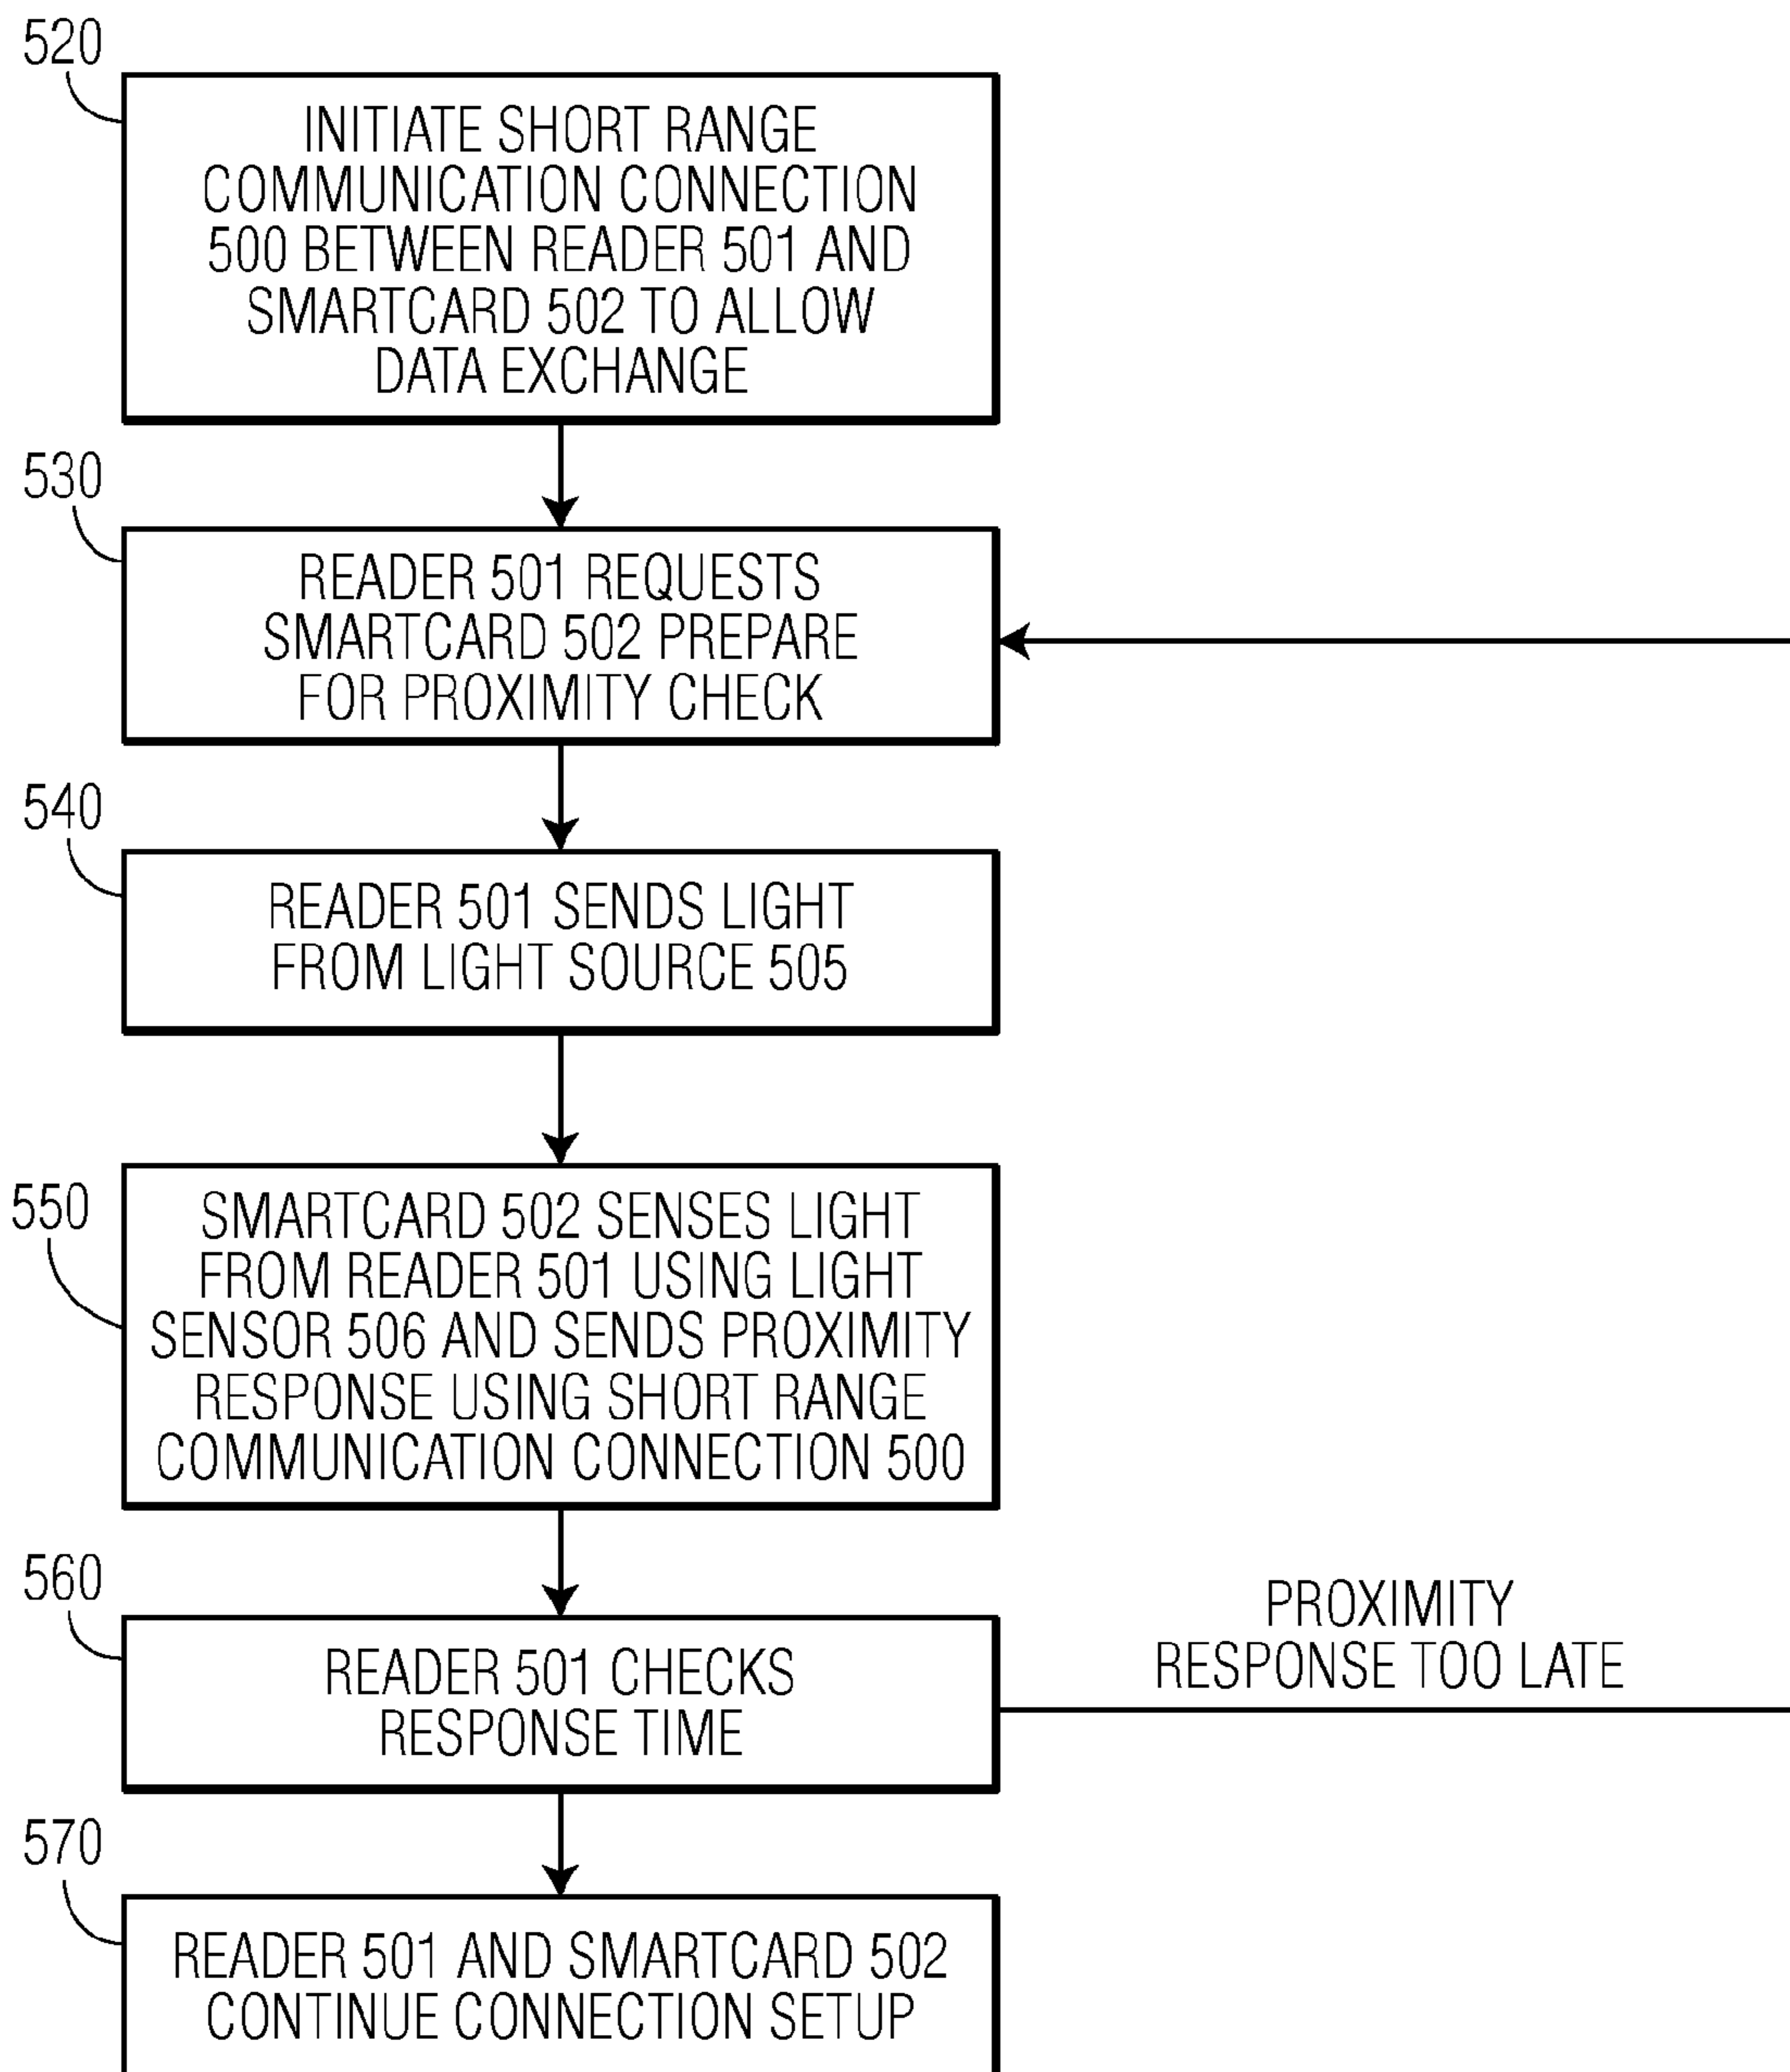 520
INITIATE SHORT RANGE
COMMUNICATION CONNECTION
500 BETWEEN READER 501 AND
SMARTCARD 502 TO ALLOW
DATA EXCHANGE
530
READER 501 REQUESTS
SMARTCARD 502 PREPARE
FOR PROXIMITY CHECK
540
READER 501 SENDS LIGHT
FROM LIGHT SOURCE 505
550
SMARTCARD 502 SENSES LIGHT
FROM READER 501 USING LIGHT
SENSOR 506 AND SENDS PROXIMITY
RESPONSE USING SHORT RANGE
COMMUNICATION CONNECTION 500
560
READER 501 CHECKS
RESPONSE TIME
PROXIMITY
RESPONSE TOO LATE
570
READER 501 AND SMARTCARD 502
CONTINUE CONNECTION SETUP